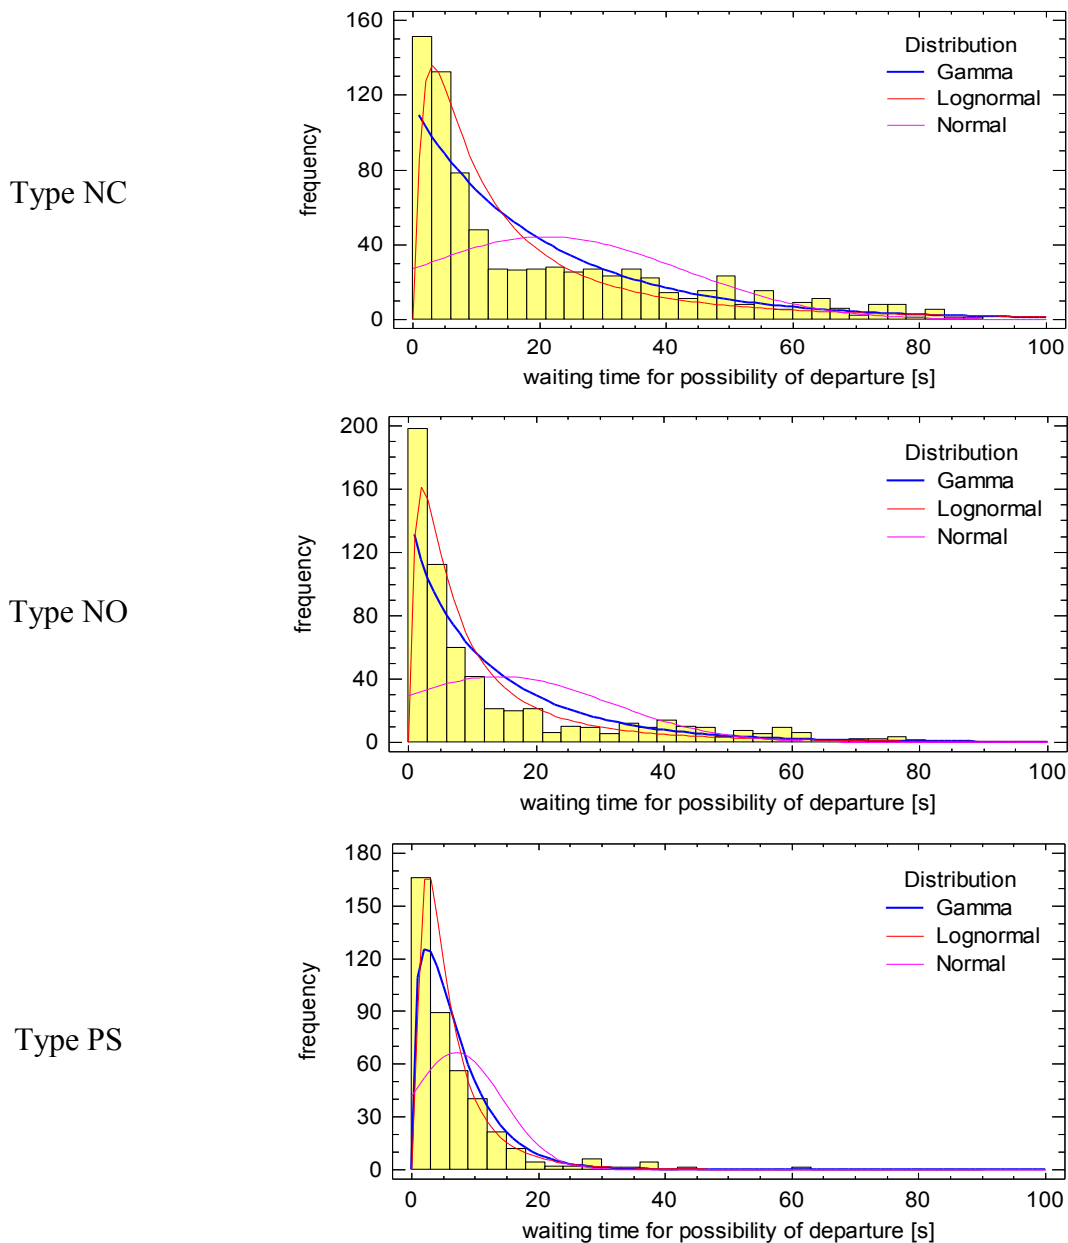 Type NC
frequency
160
120
80
40
0
0 20 40 60 80 100
waiting time for possibility of departure [s]
Distribution
Gamma
Lognormal
Normal
Type NO
frequency
200
160
120
80
40
0
0 20 40 60 80 100
waiting time for possibility of departure [s]
Distribution
Gamma
Lognormal
Normal
Type PS
frequency
180
150
120
90
60
30
0
0 20 40 60 80 100
waiting time for possibility of departure [s]
Distribution
Gamma
Lognormal
Normal